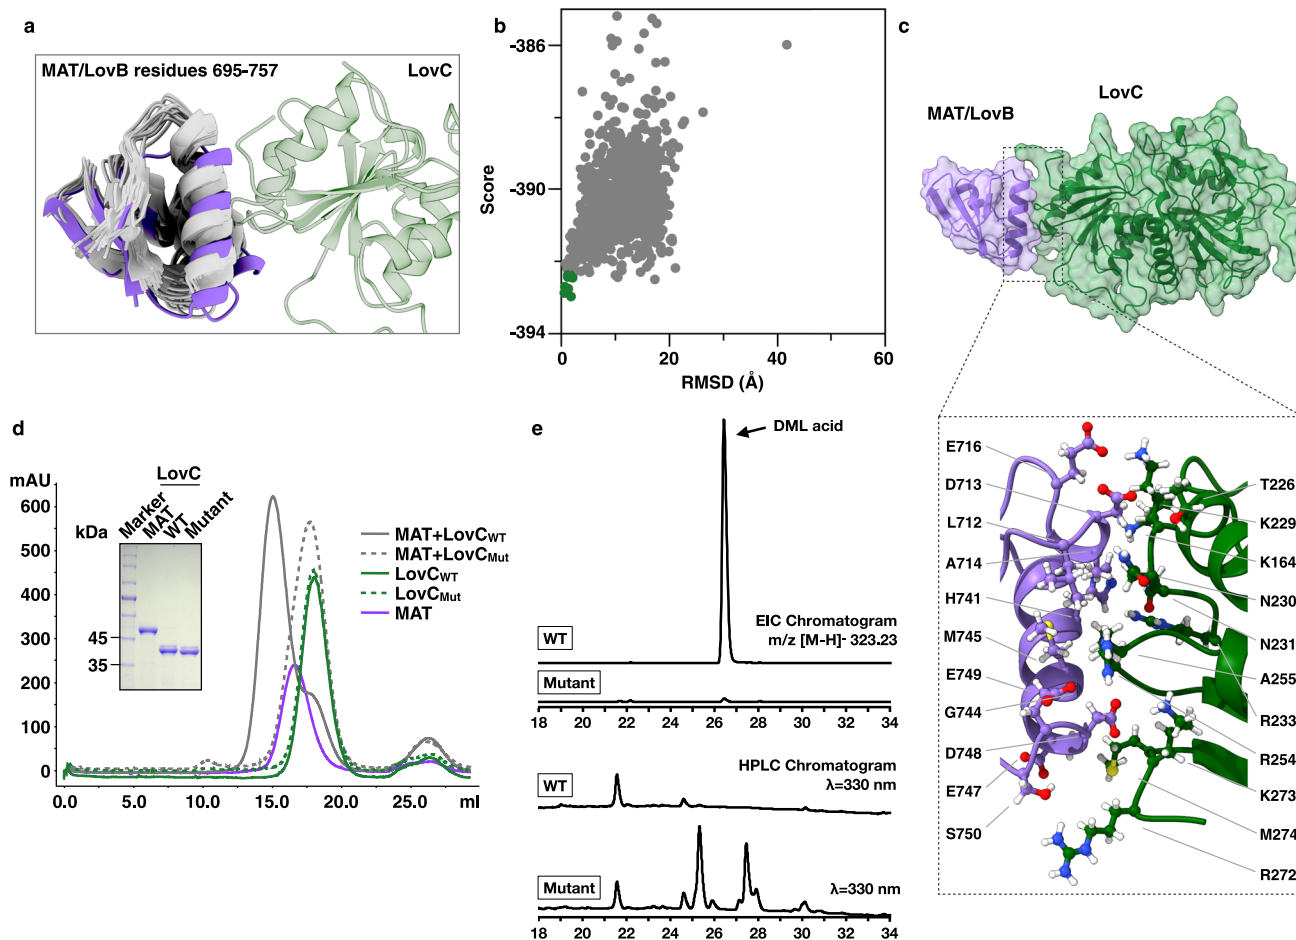 a
MAT/LovB residues 695-757
LovC
b
Score
-386
-390
-394
0
20
40
60
RMSD (Å)
c
MAT/LovB
LovC
E716
D713
L712
A714
H741
M745
E749
G744
D748
E747
S750
T226
K229
K164
N230
N231
A255
R233
R254
K273
M274
R272
d
mAU
600
500
400
300
200
100
0
0.0
5.0
10.0
15.0
20.0
25.0
ml
LovC
kDa
Marker
MAT
WT
Mutant
45
35
MAT+LovCWT
MAT+LovCMut
LovCWT
LovCMut
MAT
e
DML acid
EIC Chromatogram
m/z [M-H]- 323.23
WT
Mutant
18 20 22 24 26 28 30 32 34
HPLC Chromatogram
λ=330 nm
WT
λ=330 nm
Mutant
18 20 22 24 26 28 30 32 34